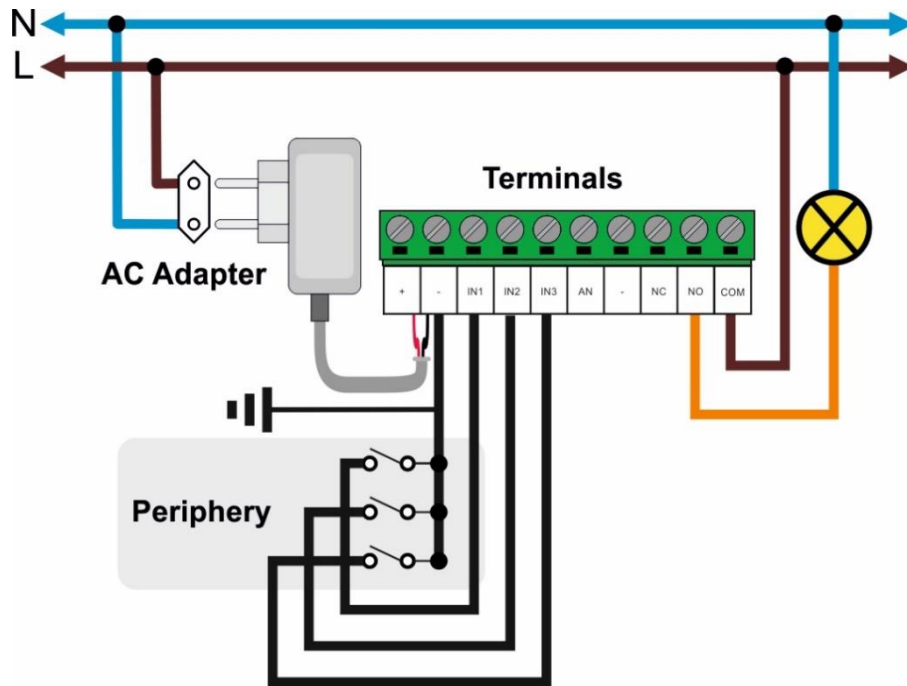 N
L
Terminals
AC Adapter
+ - IN1 IN2 IN3 AN - NC NO COM
Periphery